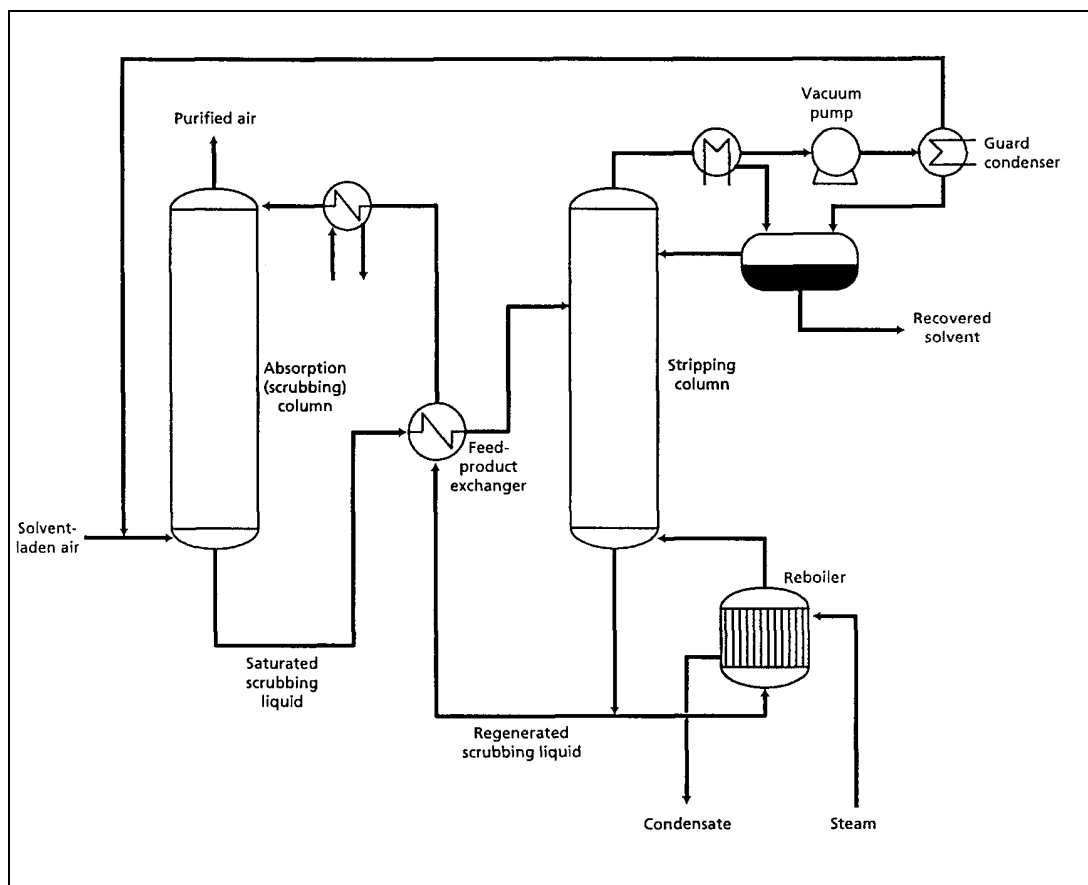 Vacuum
pump
Purified air
Guard
condenser
Recovered
solvent
Absorption
(scrubbing)
column
Stripping
column
Feed-
product
exchanger
Solvent-
laden air
Reboiler
Saturated
scrubbing
liquid
Regenerated
scrubbing liquid
Condensate
Steam